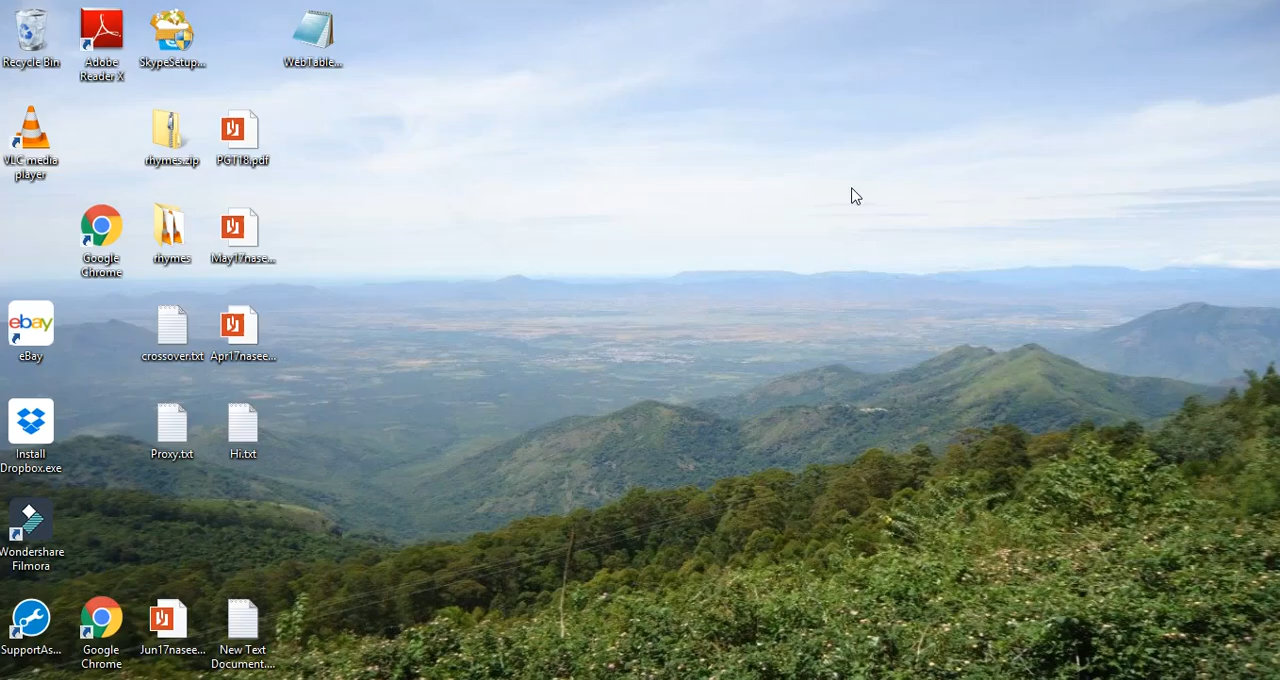 Recycle Bin
Adobe
Reader X
SkypeSetup...
WebTable...
VLC media
player
rhymes.zip
PGT18.pdf
Google
Chrome
rhymes
May17nase...
ebay
eBay
crossover.txt
Apr17nasee...
Install
Dropbox.exe
Proxy.txt
Hi.txt
Wondershare
Filmora
SupportAs...
Google
Chrome
Jun17nasee...
New Text
Document....